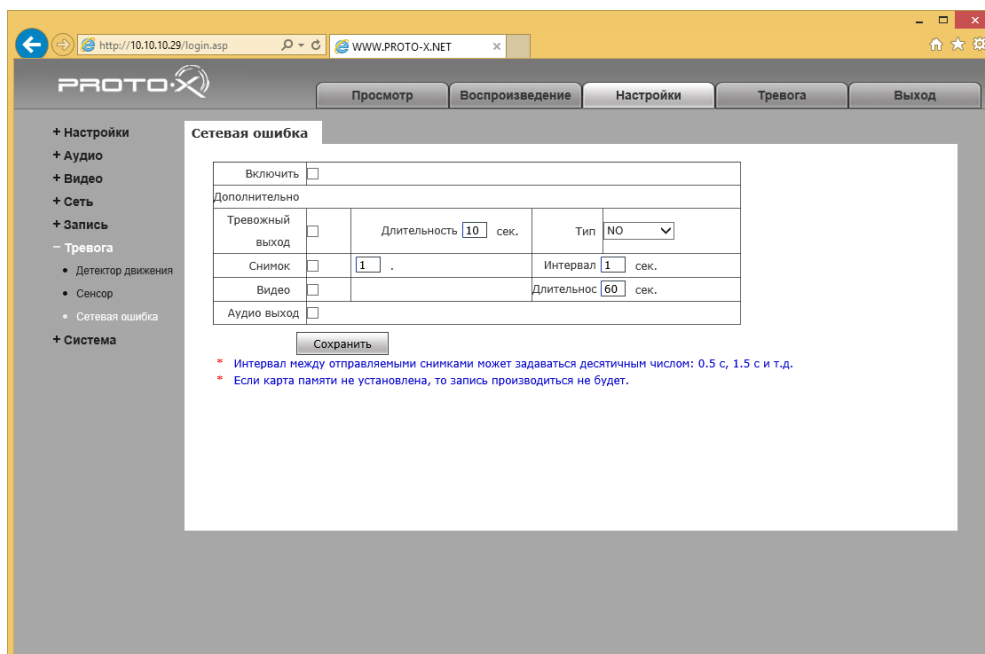 http://10.10.10.29/login.asp
WWW.PROTO-X.NET
PROTO·X
Просмотр
Воспроизведение
Настройки
Тревога
Выход
+ Настройки
+ Аудио
+ Видео
+ Сеть
+ Запись
− Тревога
• Детектор движения
• Сенсор
• Сетевая ошибка
+ Система
Сетевая ошибка
Включить
Дополнительно
Тревожный выход Длительность 10 сек. Тип NO
Снимок 1 . Интервал 1 сек.
Видео Длительнос 60 сек.
Аудио выход
Сохранить
* Интервал между отправляемыми снимками может задаваться десятичным числом: 0.5 с, 1.5 с и т.д.
* Если карта памяти не установлена, то запись производиться не будет.